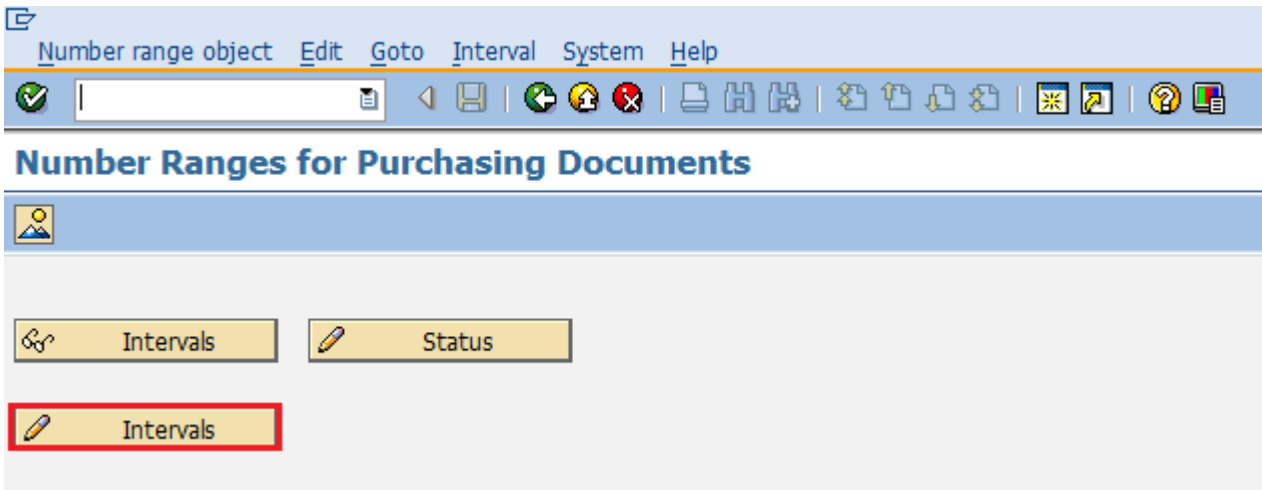 Number range object Edit Goto Interval System Help
Number Ranges for Purchasing Documents
Intervals Status
Intervals